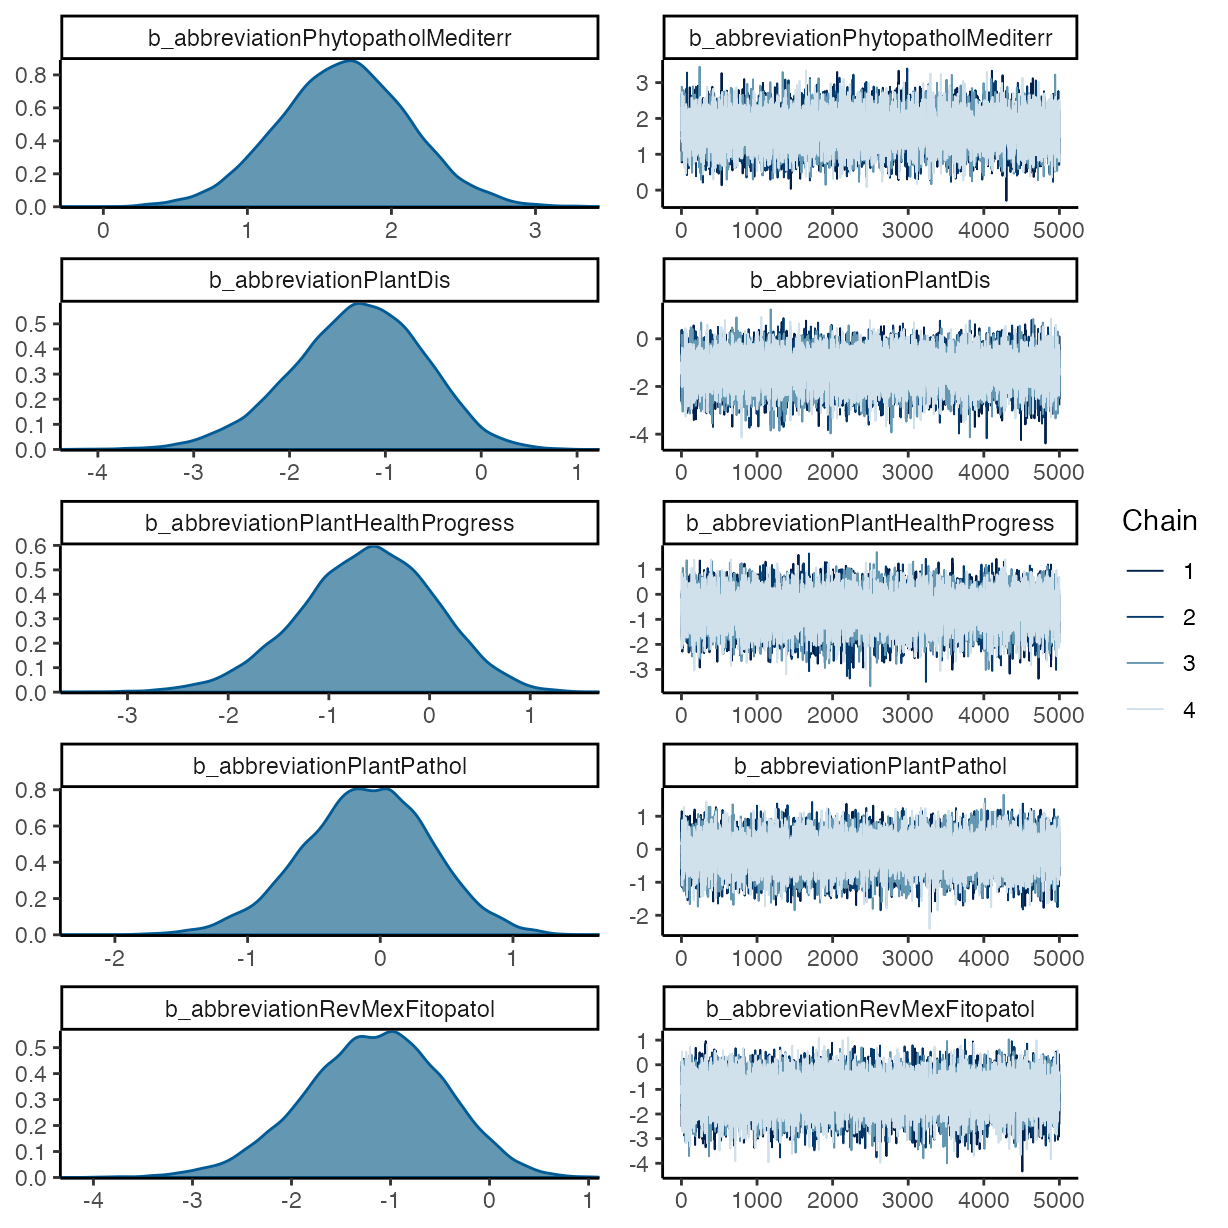 b_abbreviationPhytopatholMediterr
0.8
0.6
0.4
0.2
0.0
0 1 2 3
b_abbreviationPhytopatholMediterr
3
2
1
0
0 1000 2000 3000 4000 5000
b_abbreviationPlantDis
0.5
0.4
0.3
0.2
0.1
0.0
-4 -3 -2 -1 0 1
b_abbreviationPlantDis
0
-2
-4
0 1000 2000 3000 4000 5000
b_abbreviationPlantHealthProgress
0.6
0.5
0.4
0.3
0.2
0.1
0.0
-3 -2 -1 0 1
b_abbreviationPlantHealthProgress
1
0
-1
-2
-3
0 1000 2000 3000 4000 5000
b_abbreviationPlantPathol
0.8
0.6
0.4
0.2
0.0
-2 -1 0 1
b_abbreviationPlantPathol
1
0
-1
-2
0 1000 2000 3000 4000 5000
b_abbreviationRevMexFitopatol
0.5
0.4
0.3
0.2
0.1
0.0
-4 -3 -2 -1 0 1
b_abbreviationRevMexFitopatol
1
0
-1
-2
-3
-4
0 1000 2000 3000 4000 5000
Chain
1
2
3
4